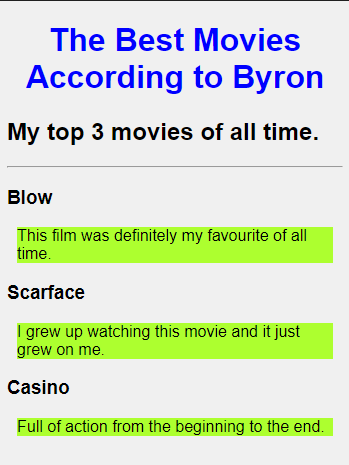 The Best Movies
According to Byron
My top 3 movies of all time.
Blow
This film was definitely my favourite of all
time.
Scarface
I grew up watching this movie and it just
grew on me.
Casino
Full of action from the beginning to the end.